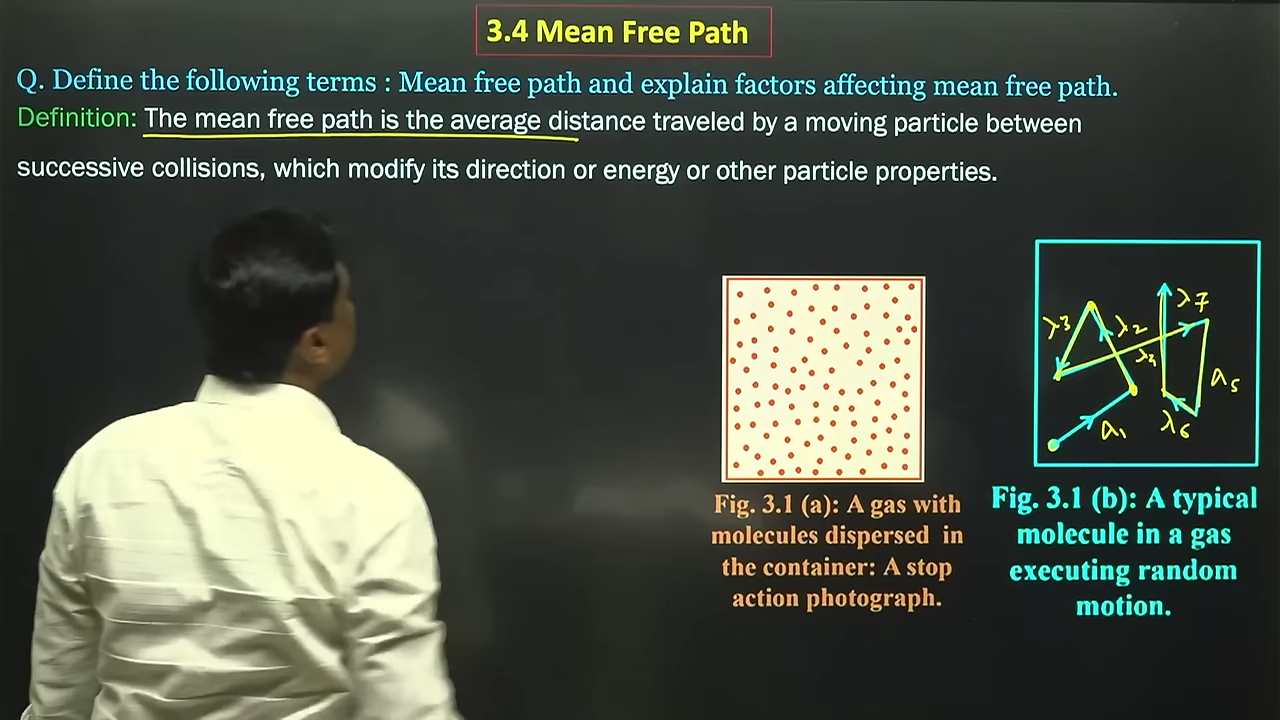 3.4 Mean Free Path
Q. Define the following terms : Mean free path and explain factors affecting mean free path.
Definition: The mean free path is the average distance traveled by a moving particle between
successive collisions, which modify its direction or energy or other particle properties.
λ3
λ2
λ7
λ4
a5
a1
λ6
Fig. 3.1 (a): A gas with
molecules dispersed in
the container: A stop
action photograph.
Fig. 3.1 (b): A typical
molecule in a gas
executing random
motion.